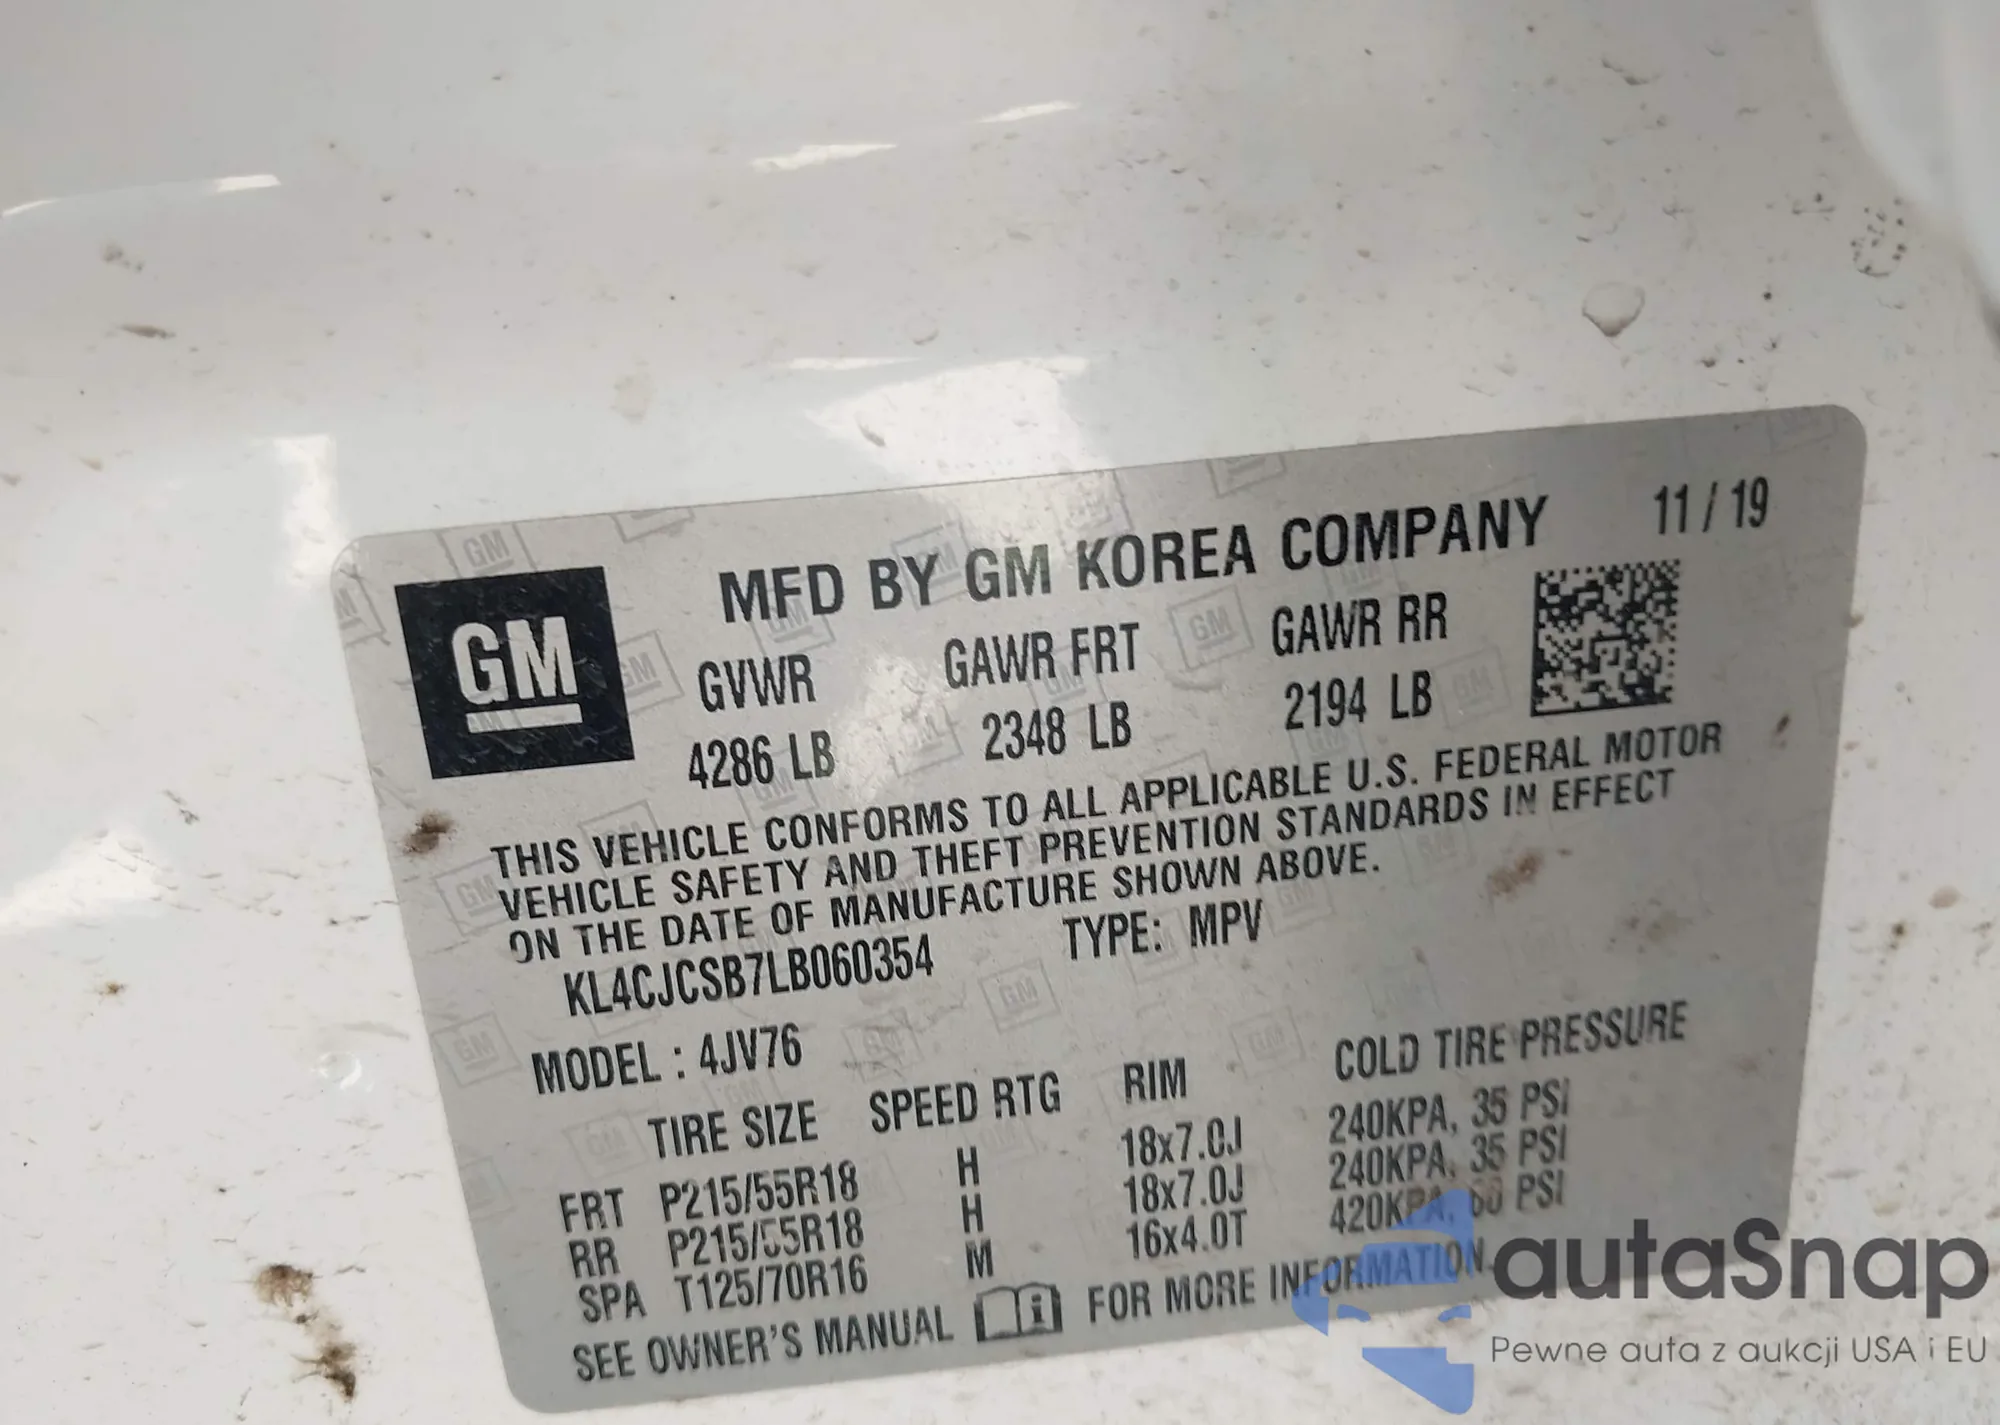 MFD BY GM KOREA COMPANY 11 / 19
GM
GVWR GAWR FRT GAWR RR
4286 LB 2348 LB 2194 LB
THIS VEHICLE CONFORMS TO ALL APPLICABLE U.S. FEDERAL MOTOR
VEHICLE SAFETY AND THEFT PREVENTION STANDARDS IN EFFECT
ON THE DATE OF MANUFACTURE SHOWN ABOVE.
KL4CJCSB7LB060354 TYPE: MPV
MODEL : 4JV76
TIRE SIZE SPEED RTG RIM COLD TIRE PRESSURE
FRT P215/55R18 H 18x7.0J 240KPA, 35 PSI
RR P215/55R18 H 18x7.0J 240KPA, 35 PSI
SPA T125/70R16 M 16x4.0T 420KPA, 60 PSI
SEE OWNER'S MANUAL FOR MORE INFORMATION.
autaSnap
Pewne auta z aukcji USA i EU